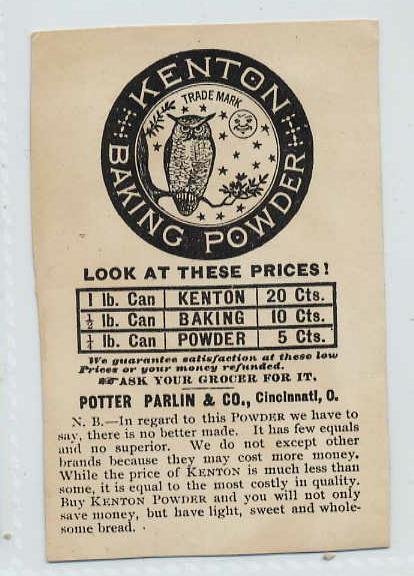 KENTON
TRADE MARK
BAKING POWDER
LOOK AT THESE PRICES!
1 lb. Can KENTON 20 Cts.
½ lb. Can BAKING 10 Cts.
¼ lb. Can POWDER 5 Cts.
We guarantee satisfaction at these low
Prices or your money refunded.
☞ASK YOUR GROCER FOR IT.
POTTER PARLIN & CO., Cincinnati, O.
N. B.—In regard to this POWDER we have to
say, there is no better made. It has few equals
and no superior. We do not except other
brands because they may cost more money.
While the price of KENTON is much less than
some, it is equal to the most costly in quality.
Buy KENTON POWDER and you will not only
save money, but have light, sweet and whole-
some bread.